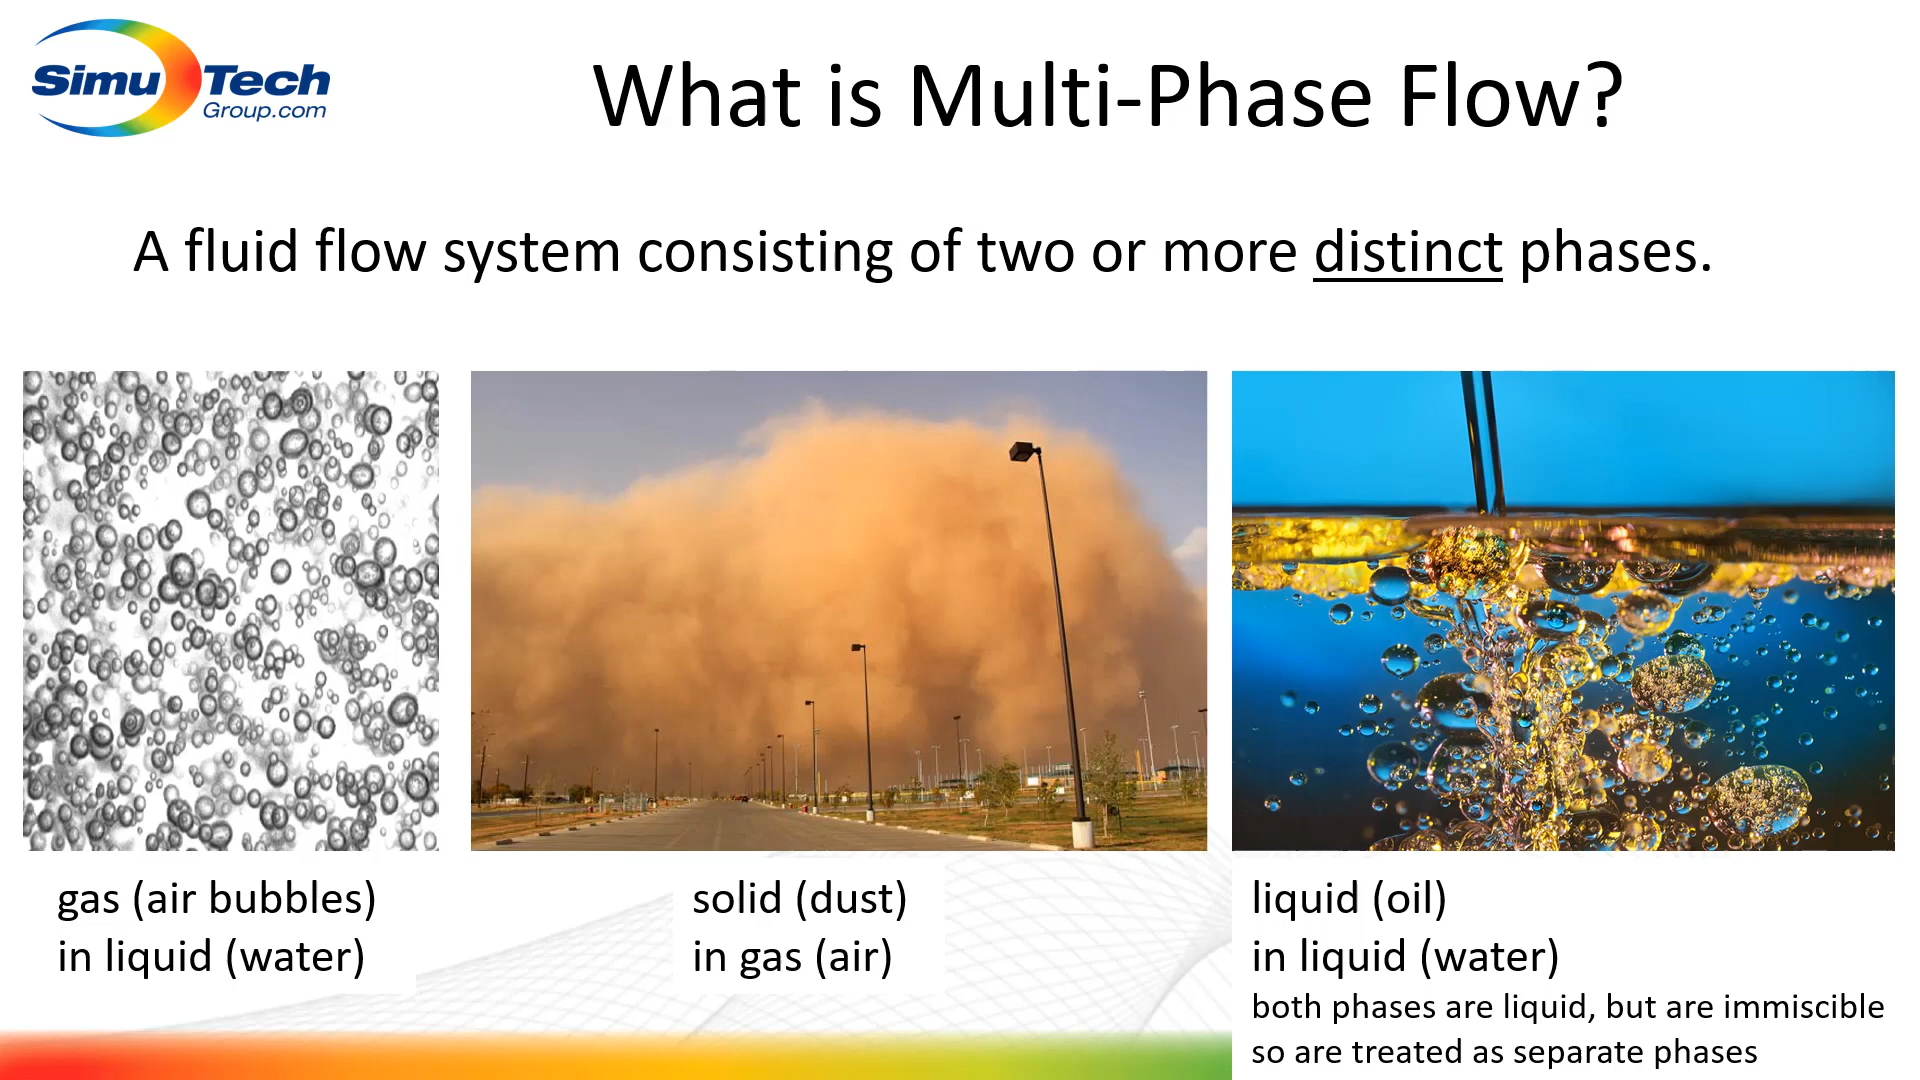 Simu Tech
Group.com
What is Multi-Phase Flow?
A fluid flow system consisting of two or more distinct phases.
gas (air bubbles)
in liquid (water)
solid (dust)
in gas (air)
liquid (oil)
in liquid (water)
both phases are liquid, but are immiscible
so are treated as separate phases